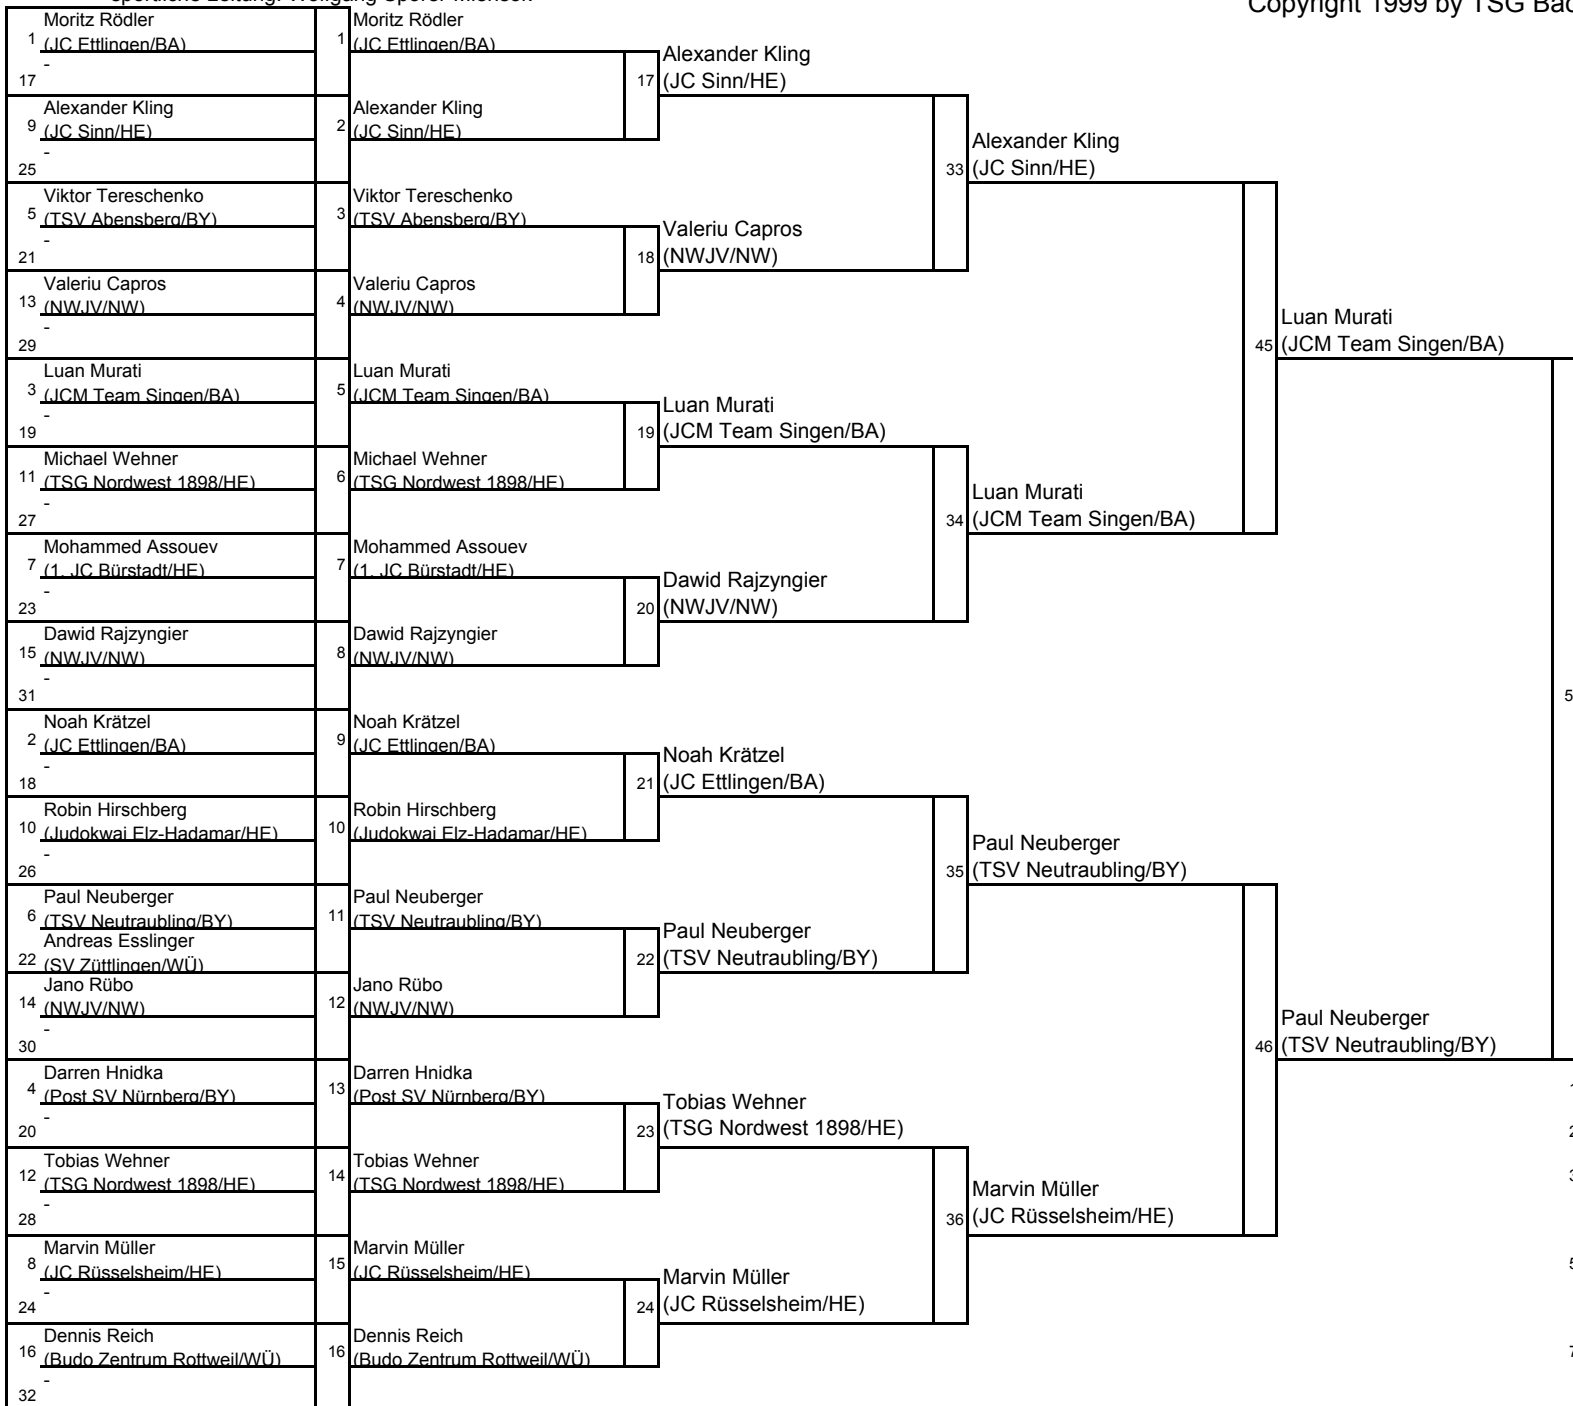 Copyright 1999 by TSG Bac
1 Moritz Rödler
(JC Ettlingen/BA)
17 -
9 Alexander Kling
(JC Sinn/HE)
25 -
5 Viktor Tereschenko
(TSV Abensberg/BY)
21 -
13 Valeriu Capros
(NWJV/NW)
29 -
3 Luan Murati
(JCM Team Singen/BA)
19 -
11 Michael Wehner
(TSG Nordwest 1898/HE)
27 -
7 Mohammed Assouev
(1. JC Bürstadt/HE)
23 -
15 Dawid Rajzyngier
(NWJV/NW)
31 -
2 Noah Krätzel
(JC Ettlingen/BA)
18 -
10 Robin Hirschberg
(Judokwai Elz-Hadamar/HE)
26 -
6 Paul Neuberger
(TSV Neutraubling/BY)
22 Andreas Esslinger
(SV Züttlingen/WÜ)
14 Jano Rübo
(NWJV/NW)
30 -
4 Darren Hnidka
(Post SV Nürnberg/BY)
20 -
12 Tobias Wehner
(TSG Nordwest 1898/HE)
28 -
8 Marvin Müller
(JC Rüsselsheim/HE)
24 -
16 Dennis Reich
(Budo Zentrum Rottweil/WÜ)
32 -
1 Moritz Rödler
(JC Ettlingen/BA)
2 Alexander Kling
(JC Sinn/HE)
3 Viktor Tereschenko
(TSV Abensberg/BY)
4 Valeriu Capros
(NWJV/NW)
5 Luan Murati
(JCM Team Singen/BA)
6 Michael Wehner
(TSG Nordwest 1898/HE)
7 Mohammed Assouev
(1. JC Bürstadt/HE)
8 Dawid Rajzyngier
(NWJV/NW)
9 Noah Krätzel
(JC Ettlingen/BA)
10 Robin Hirschberg
(Judokwai Elz-Hadamar/HE)
11 Paul Neuberger
(TSV Neutraubling/BY)
12 Jano Rübo
(NWJV/NW)
13 Darren Hnidka
(Post SV Nürnberg/BY)
14 Tobias Wehner
(TSG Nordwest 1898/HE)
15 Marvin Müller
(JC Rüsselsheim/HE)
16 Dennis Reich
(Budo Zentrum Rottweil/WÜ)
17 Alexander Kling
(JC Sinn/HE)
18 Valeriu Capros
(NWJV/NW)
19 Luan Murati
(JCM Team Singen/BA)
20 Dawid Rajzyngier
(NWJV/NW)
21 Noah Krätzel
(JC Ettlingen/BA)
22 Paul Neuberger
(TSV Neutraubling/BY)
23 Tobias Wehner
(TSG Nordwest 1898/HE)
24 Marvin Müller
(JC Rüsselsheim/HE)
33 Alexander Kling
(JC Sinn/HE)
34 Luan Murati
(JCM Team Singen/BA)
35 Paul Neuberger
(TSV Neutraubling/BY)
36 Marvin Müller
(JC Rüsselsheim/HE)
45 Luan Murati
(JCM Team Singen/BA)
46 Paul Neuberger
(TSV Neutraubling/BY)
5